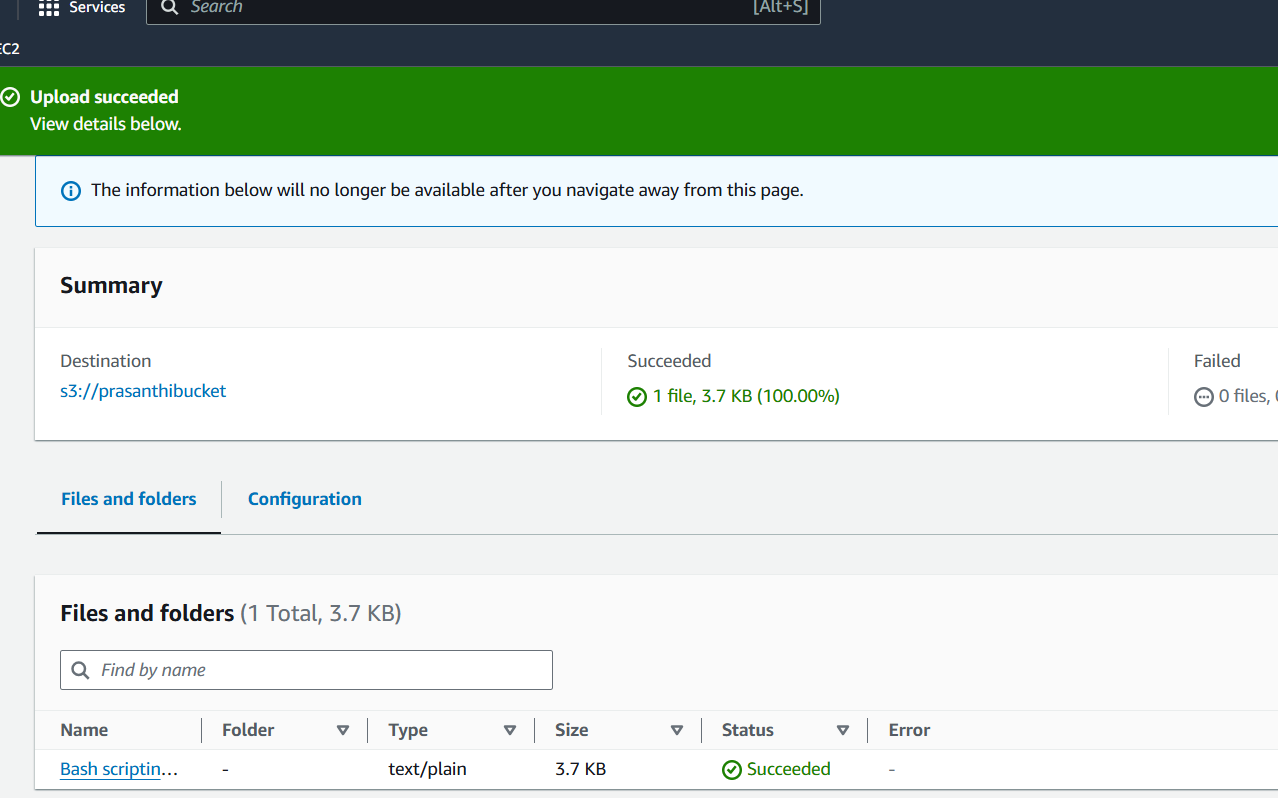 Services Search [Alt+S]
EC2
Upload succeeded
View details below.
The information below will no longer be available after you navigate away from this page.
Summary
Destination Succeeded Failed
s3://prasanthibucket 1 file, 3.7 KB (100.00%) 0 files,
Files and folders Configuration
Files and folders (1 Total, 3.7 KB)
Find by name
Name Folder Type Size Status Error
Bash scriptin... - text/plain 3.7 KB Succeeded -